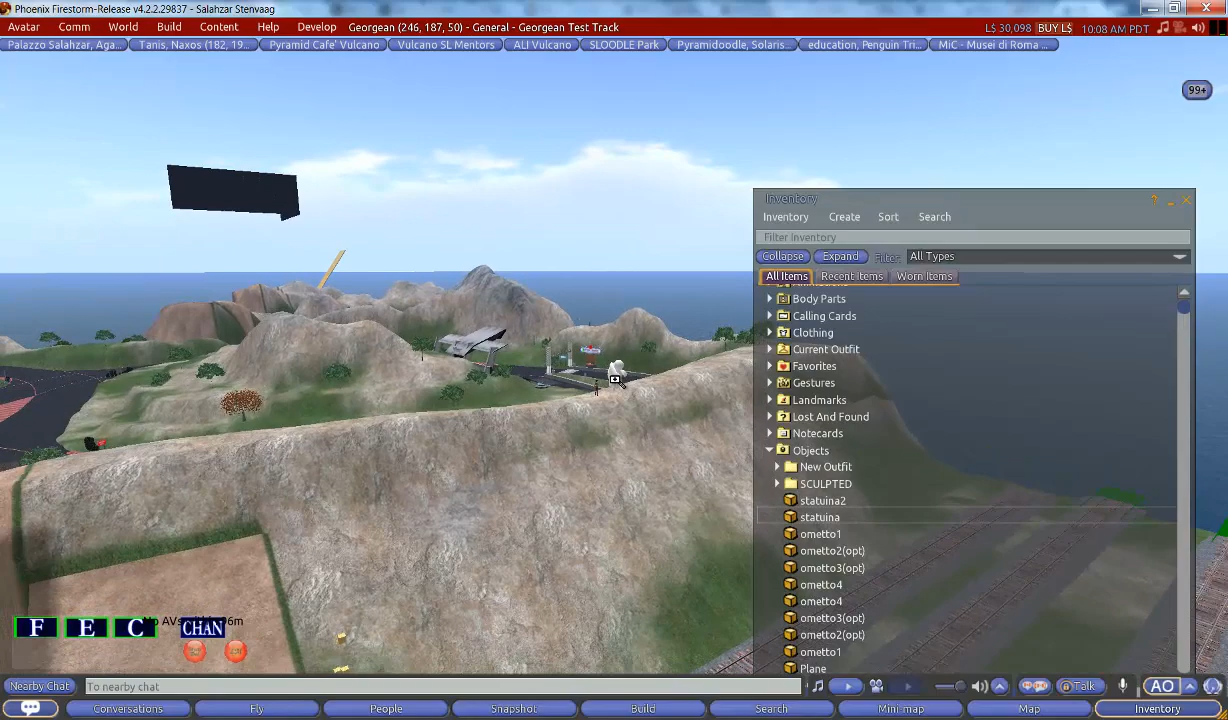 Phoenix Firestorm-Release v4.2.2.29837 - Salahzar Stenvaag
Avatar Comm World Build Content Help Develop Georgean (246, 187, 50) - General - Georgean Test Track L$ 30,098 BUY L$ 10:08 AM PDT
Palazzo Salahzar, Aga... Tanis, Naxos (182, 19... Pyramid Cafe' Vulcano Vulcano SL Mentors ALI Vulcano SLOODLE Park Pyramidoodle, Solaris... education, Penguin Tri... MiC - Musei di Roma ...
99+
Inventory
Inventory Create Sort Search
Filter Inventory
Collapse Expand Filter: All Types
All Items Recent Items Worn Items
Body Parts
Calling Cards
Clothing
Current Outfit
Favorites
Gestures
Landmarks
Lost And Found
Notecards
Objects
New Outfit
SCULPTED
statuina2
statuina
ometto1
ometto2(opt)
ometto3(opt)
ometto4
ometto4
ometto3(opt)
ometto2(opt)
ometto1
Plane
F E C CHAN
Nearby Chat To nearby chat Talk AO
Conversations Fly People Snapshot Build Search Mini-map Map Inventory